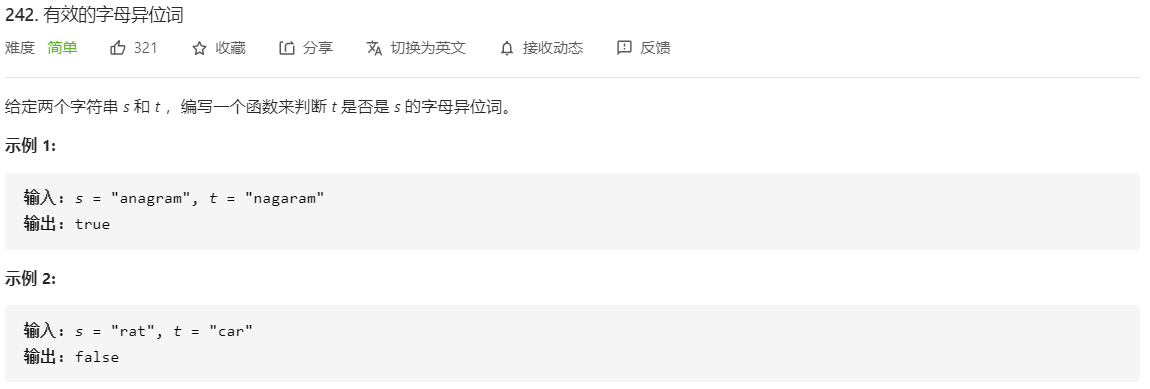 242. 有效的字母异位词
难度 简单 321 收藏 分享 切换为英文 接收动态 反馈
给定两个字符串 s 和 t ，编写一个函数来判断 t 是否是 s 的字母异位词。
示例 1:
输入: s = "anagram", t = "nagaram"
输出: true
示例 2:
输入: s = "rat", t = "car"
输出: false